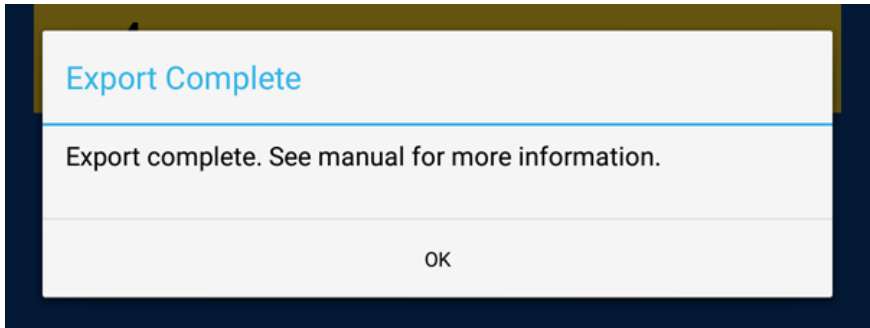 Export Complete
Export complete. See manual for more information.
OK